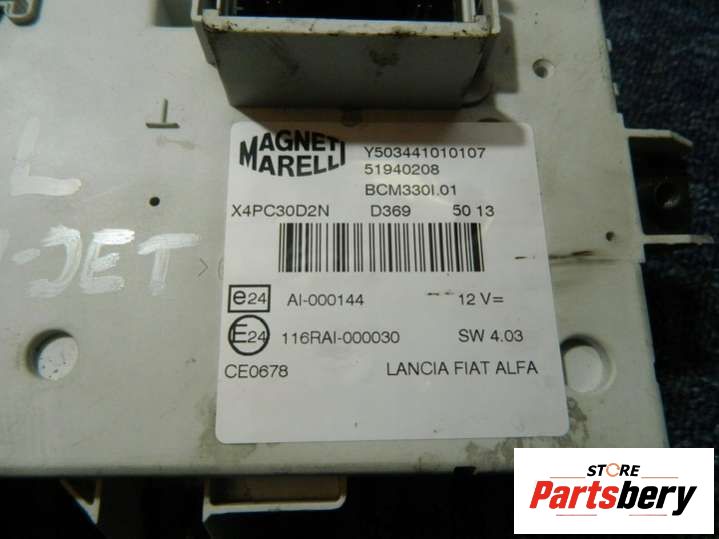 MAGNETI
MARELLI
Y503441010107
51940208
BCM330I.01
X4PC30D2N D369 50 13
e24 AI-000144 12 V=
E24 116RAI-000030 SW 4.03
CE0678 LANCIA FIAT ALFA
L
-JET
STORE
Partsbery